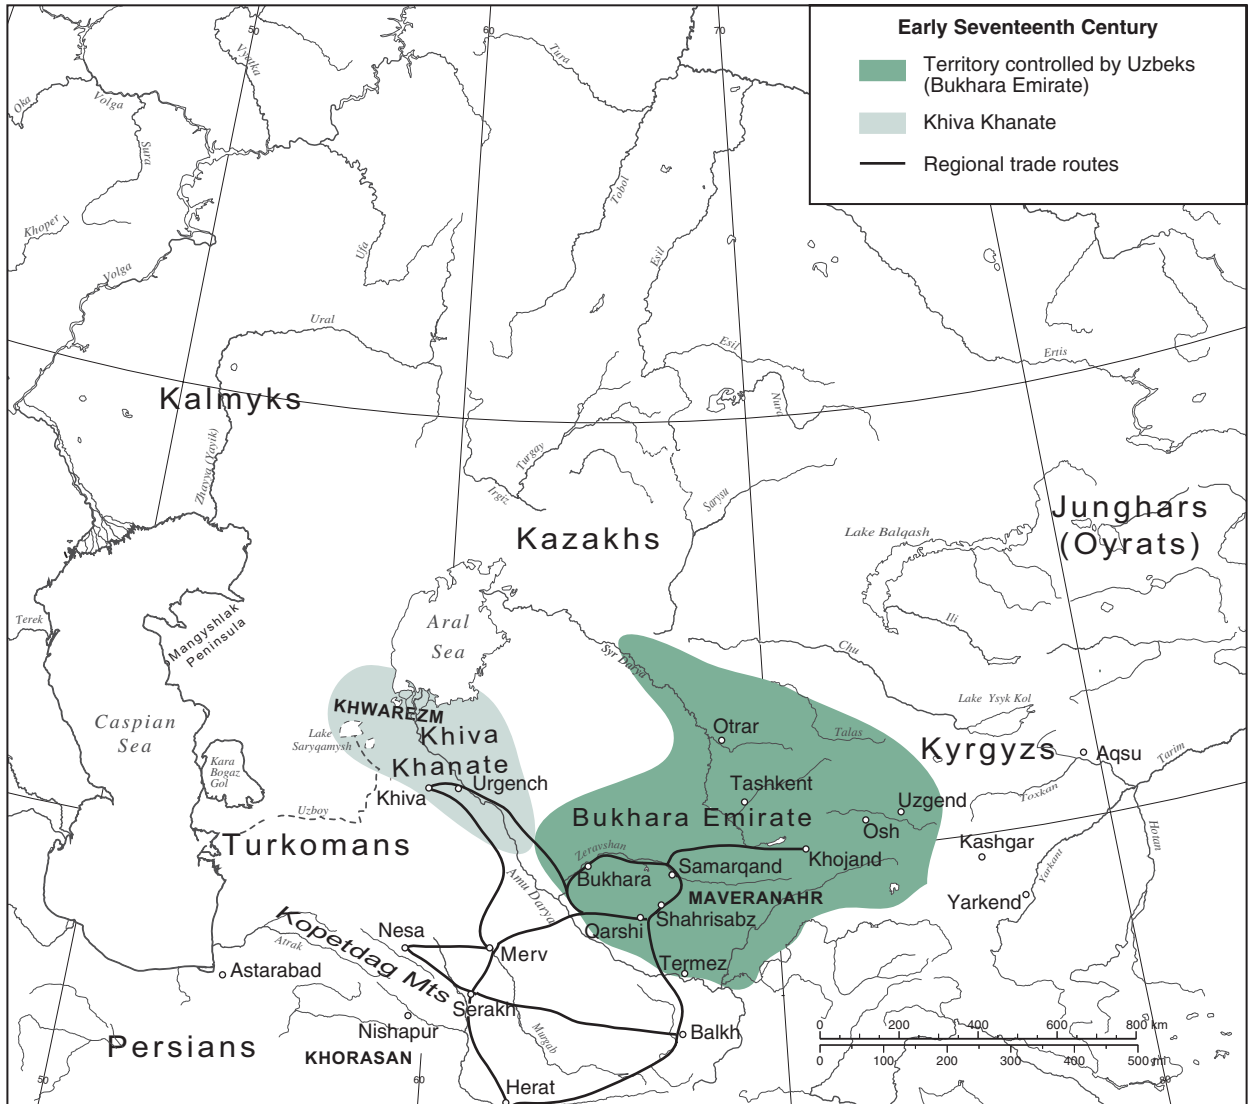 Early Seventeenth Century
Territory controlled by Uzbeks
(Bukhara Emirate)
Khiva Khanate
Regional trade routes
50
60
70
Oka
Volga
Vyatka
Tura
Sura
Khoper
Volga
Ufa
Tobol
Esil
Ural
Esil
Ertis
Kalmyks
Nura
Zhayya (Yayik)
Turgay
Irgiz
Sarysu
Kazakhs
Lake Balqash
Junghars
(Oyrats)
Terek
Mangyshlak
Peninsula
Aral
Sea
Ili
Chu
Syr Darya
Lake Ysyk Kol
KHWAREZM
Caspian
Sea
Lake
Saryqamysh
Khiva
Khanate
Otrar
Talas
Kyrgyzs
Aqsu
Tarim
Kara
Bogaz
Gol
Urgench
Khiva
Tashkent
Toxkan
Uzboy
Bukhara Emirate
Uzgend
Osh
Hotan
Turkomans
Kashgar
Zeravshan
Khojand
Samarqand
Bukhara
Yarkant
Amu Darya
MAVERANAHR
Yarkend
Shahrisabz
Qarshi
Kopetdag Mts
Nesa
Atrak
Merv
Astarabad
Termez
Serakh
Nishapur
Murgab
Balkh
Persians
KHORASAN
Herat
0 200 400 600 800 km
0 100 200 300 400 500 ml
50
60
80